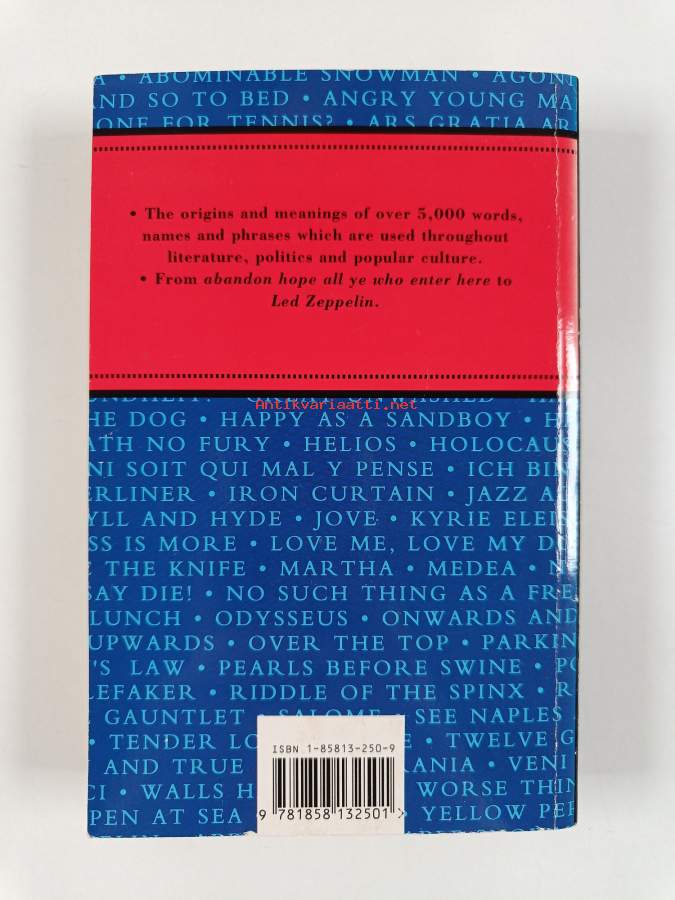 A • ABOMINABLE SNOWMAN • AGON
AND SO TO BED • ANGRY YOUNG MA
ONE FOR TENNIS? • ARS GRATIA AR
• The origins and meanings of over 5,000 words,
names and phrases which are used throughout
literature, politics and popular culture.
• From abandon hope all ye who enter here to
Led Zeppelin.
Antikvariaatti.net
HE DOG • HAPPY AS A SANDBOY • H
ATH NO FURY • HELIOS • HOLOCAUS
NI SOIT QUI MAL Y PENSE • ICH BIN
ERLINER • IRON CURTAIN • JAZZ A
YLL AND HYDE • JOVE • KYRIE ELEIS
SS IS MORE • LOVE ME, LOVE MY DO
E THE KNIFE • MARTHA • MEDEA • N
SAY DIE! • NO SUCH THING AS A FRE
LUNCH • ODYSSEUS • ONWARDS AND
UPWARDS • OVER THE TOP • PARKIN
'S LAW • PEARLS BEFORE SWINE • PO
LEFAKER • RIDDLE OF THE SPINX • R
GAUNTLET • SALOME • SEE NAPLES
• TENDER LO E • TWELVE G
AND TRUE RANIA • VENI
CI • WALLS H WORSE THIN
PEN AT SEA YELLOW PER
ISBN 1-85813-250-9
9 781858 132501 >